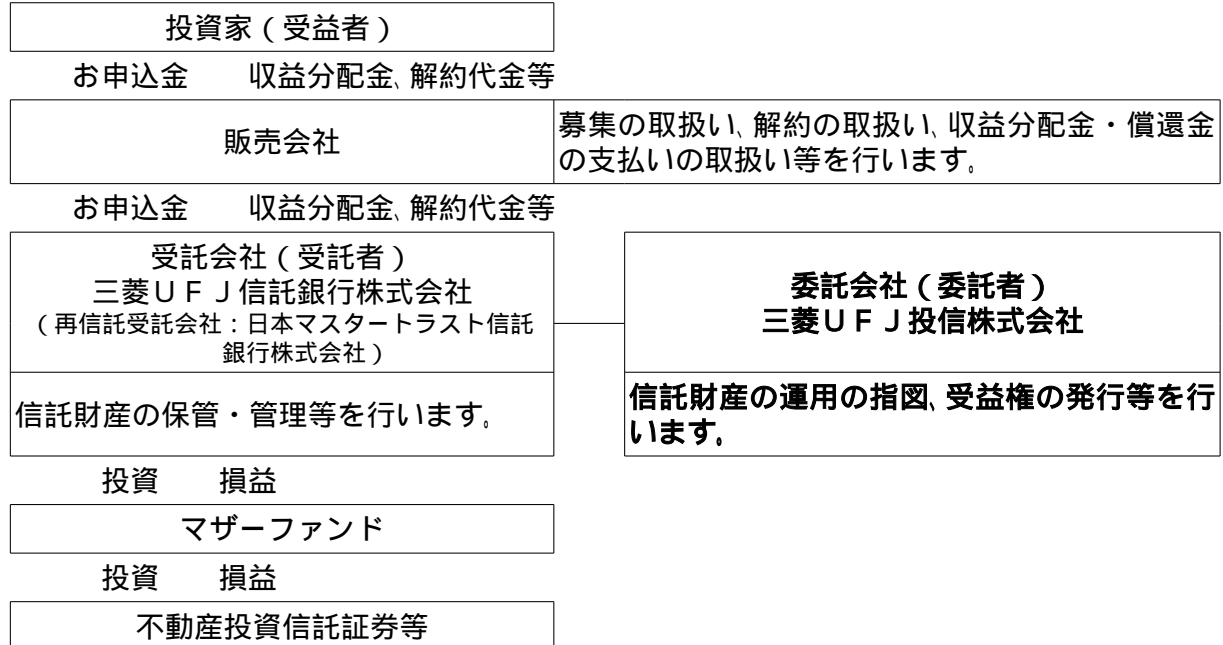 投資家(受益者)
お申込金　　収益分配金、解約代金等
販売会社
募集の取扱い、解約の取扱い、収益分配金・償還金
の支払いの取扱い等を行います。
お申込金　　収益分配金、解約代金等
受託会社(受託者)
三菱UFJ信託銀行株式会社
(再信託受託会社:日本マスタートラスト信託
銀行株式会社)
委託会社(委託者)
三菱UFJ投信株式会社
信託財産の保管・管理等を行います。
信託財産の運用の指図、受益権の発行等を行
います。
投資　　損益
マザーファンド
投資　　損益
不動産投資信託証券等